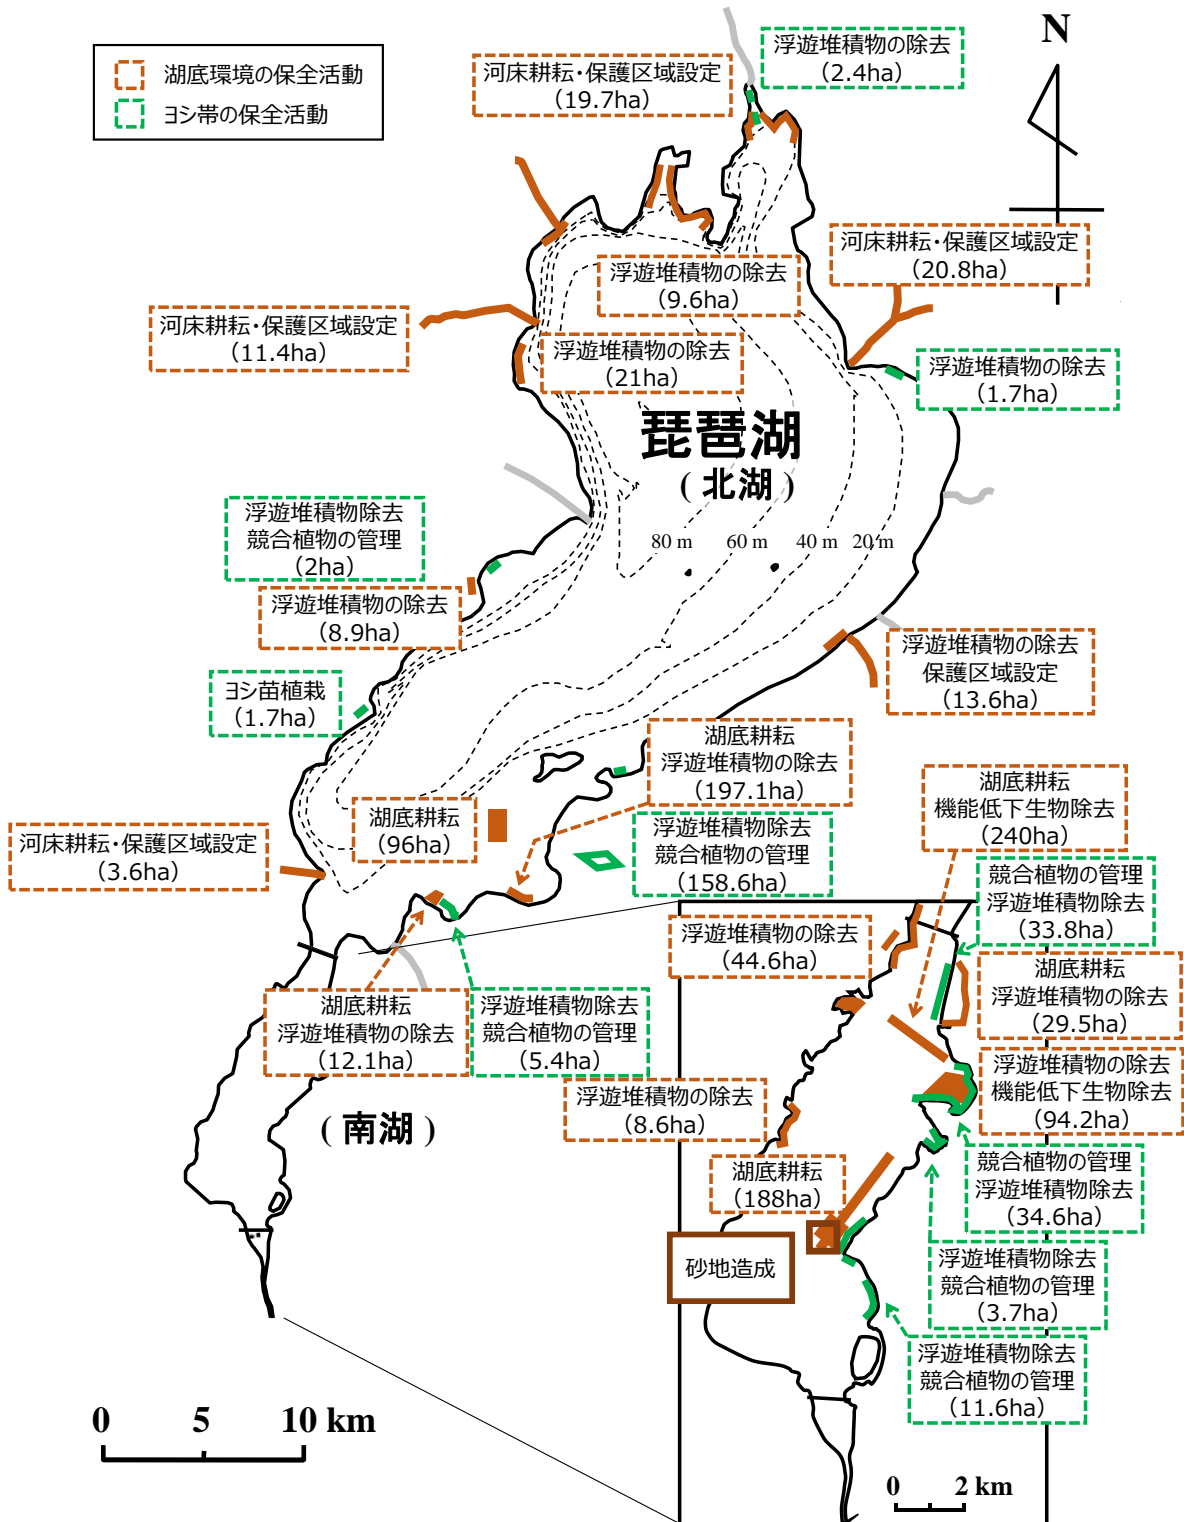 湖底環境の保全活動
ヨシ帯の保全活動
浮遊堆積物の除去
（2.4ha）
N
河床耕耘・保護区域設定
（19.7ha）
河床耕耘・保護区域設定
（20.8ha）
浮遊堆積物の除去
（9.6ha）
河床耕耘・保護区域設定
（11.4ha）
浮遊堆積物の除去
（21ha）
浮遊堆積物の除去
（1.7ha）
琵琶湖
( 北湖 )
80 m
60 m
40 m
20 m
浮遊堆積物除去
競合植物の管理
（2ha）
浮遊堆積物の除去
（8.9ha）
浮遊堆積物の除去
保護区域設定
（13.6ha）
ヨシ苗植栽
（1.7ha）
湖底耕耘
浮遊堆積物の除去
（197.1ha）
湖底耕耘
機能低下生物除去
（240ha）
湖底耕耘
（96ha）
河床耕耘・保護区域設定
（3.6ha）
浮遊堆積物除去
競合植物の管理
（158.6ha）
競合植物の管理
浮遊堆積物除去
（33.8ha）
浮遊堆積物の除去
（44.6ha）
湖底耕耘
浮遊堆積物の除去
（29.5ha）
湖底耕耘
浮遊堆積物の除去
（12.1ha）
浮遊堆積物除去
競合植物の管理
（5.4ha）
浮遊堆積物の除去
機能低下生物除去
（94.2ha）
浮遊堆積物の除去
（8.6ha）
( 南湖 )
湖底耕耘
（188ha）
競合植物の管理
浮遊堆積物除去
（34.6ha）
砂地造成
浮遊堆積物除去
競合植物の管理
（3.7ha）
浮遊堆積物除去
競合植物の管理
（11.6ha）
0 5 10 km
0 2 km